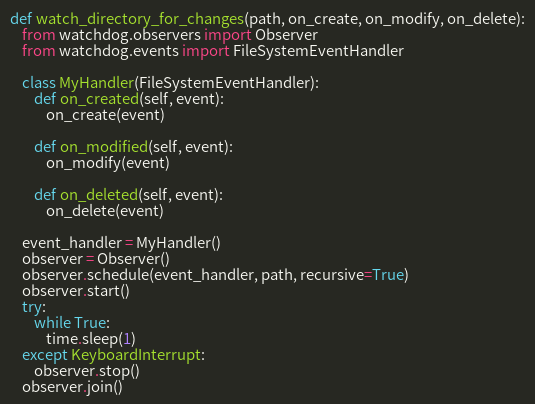 def watch_directory_for_changes(path, on_create, on_modify, on_delete):
    from watchdog.observers import Observer
    from watchdog.events import FileSystemEventHandler

    class MyHandler(FileSystemEventHandler):
        def on_created(self, event):
            on_create(event)

        def on_modified(self, event):
            on_modify(event)

        def on_deleted(self, event):
            on_delete(event)

    event_handler = MyHandler()
    observer = Observer()
    observer.schedule(event_handler, path, recursive=True)
    observer.start()
    try:
        while True:
            time.sleep(1)
    except KeyboardInterrupt:
        observer.stop()
    observer.join()